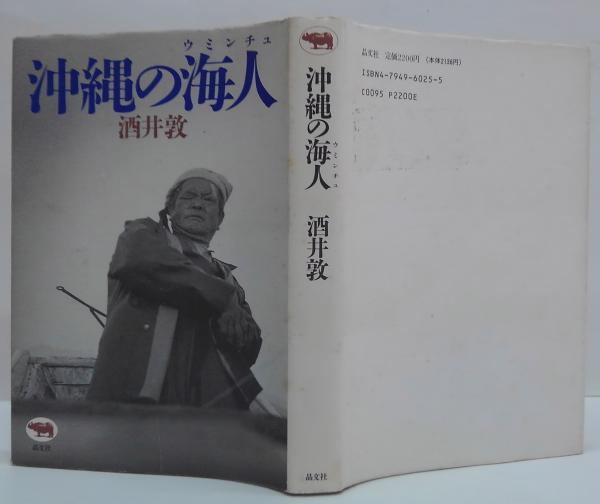 ウミンチュ
沖縄の海人
酒井敦
晶文社
沖縄の海人
ウミンチュ
酒井敦
晶文社
晶文社 定価2200円 (本体2136円)
ISBN4-7949-6025-5
C0095 P2200E